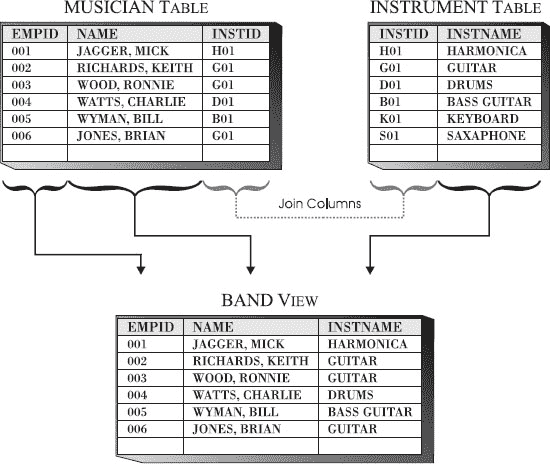 MUSICIAN TABLE
EMPID NAME INSTID
001 JAGGER, MICK H01
002 RICHARDS, KEITH G01
003 WOOD, RONNIE G01
004 WATTS, CHARLIE D01
005 WYMAN, BILL B01
006 JONES, BRIAN G01
INSTRUMENT TABLE
INSTID INSTNAME
H01 HARMONICA
G01 GUITAR
D01 DRUMS
B01 BASS GUITAR
K01 KEYBOARD
S01 SAXAPHONE
Join Columns
BAND VIEW
EMPID NAME INSTNAME
001 JAGGER, MICK HARMONICA
002 RICHARDS, KEITH GUITAR
003 WOOD, RONNIE GUITAR
004 WATTS, CHARLIE DRUMS
005 WYMAN, BILL BASS GUITAR
006 JONES, BRIAN GUITAR